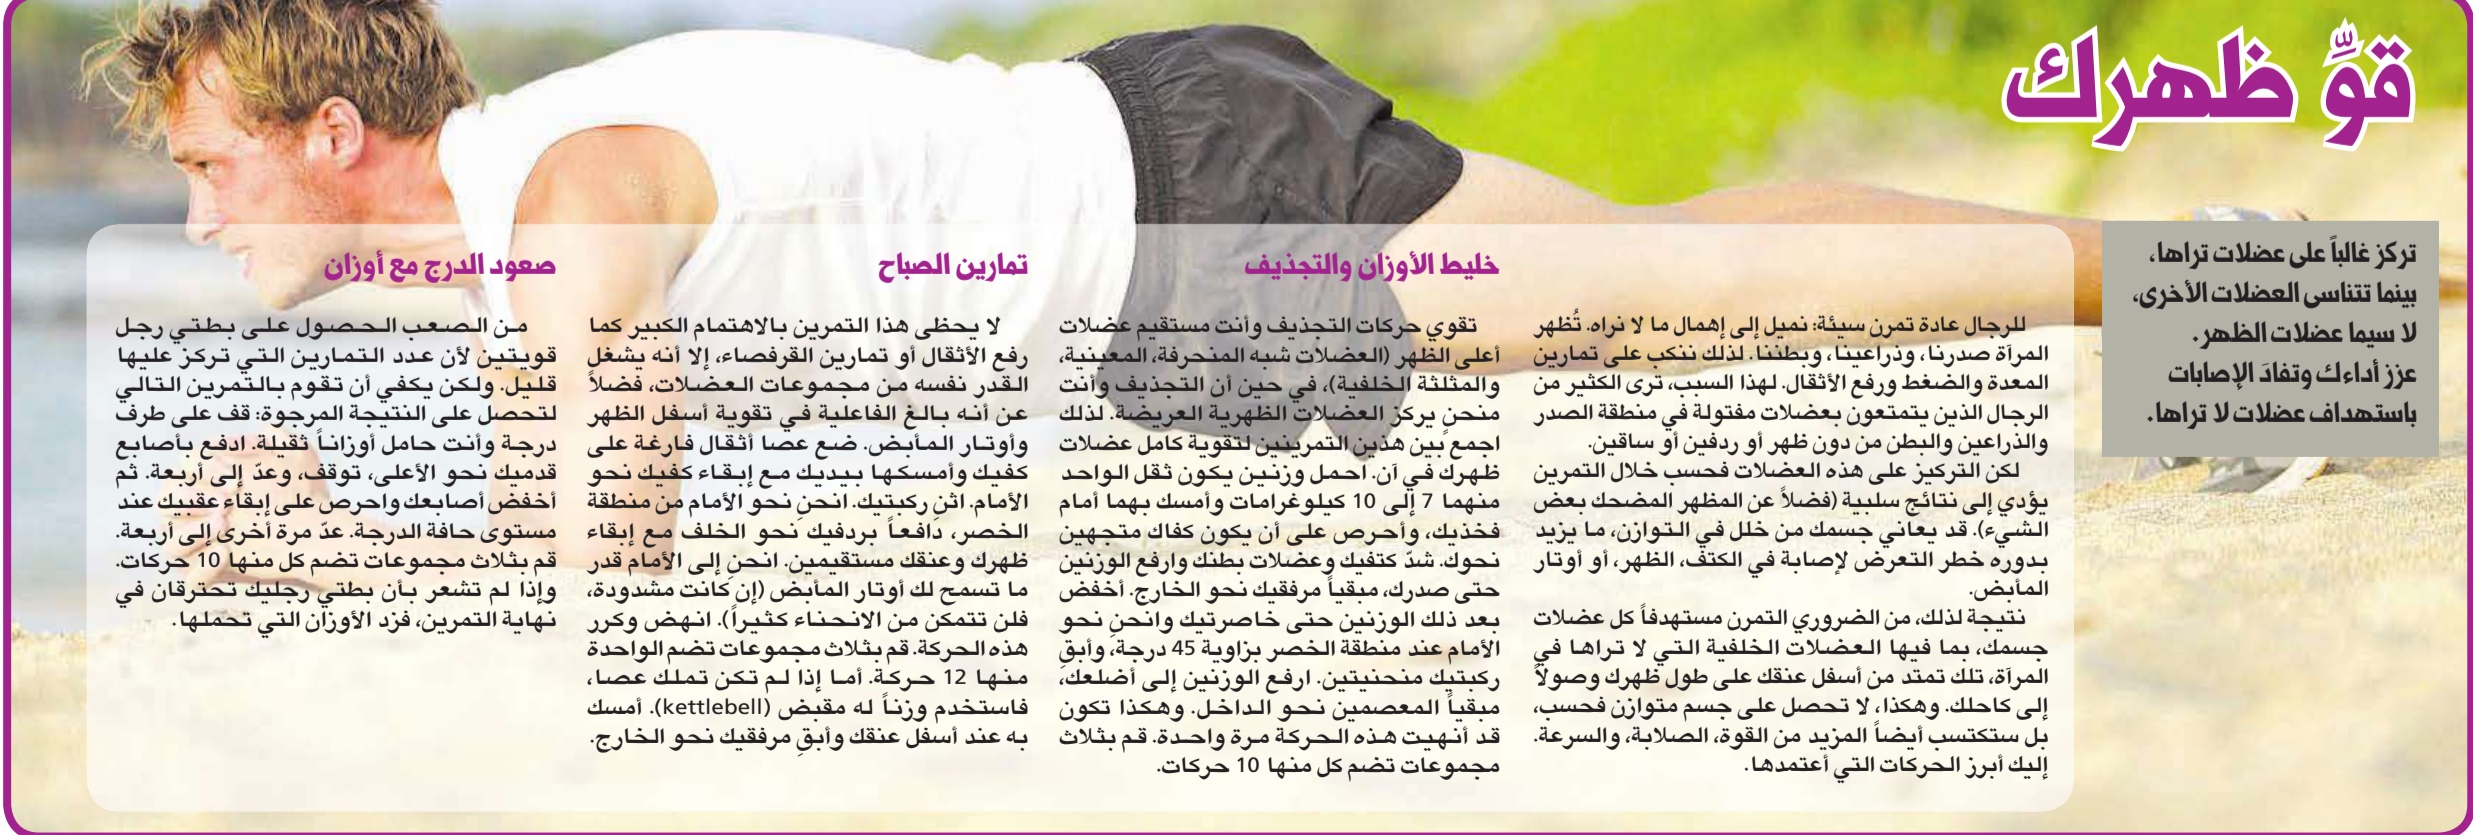 قوِّ ظهرك
تركز غالباً على عضلات تراها،
بينما تتناسى العضلات الأخرى،
لا سيما عضلات الظهر.
عزز أداءك وتفادَ الإصابات
باستهداف عضلات لا تراها.
للرجال عادة تمرن سيئة: نميل إلى إهمال ما لا نراه. تُظهر
المرآة صدرنا، وذراعينا، وبطننا. لذلك ننكب على تمارين
المعدة والضغط ورفع الأثقال. لهذا السبب، ترى الكثير من
الرجال الذين يتمتعون بعضلات مفتولة في منطقة الصدر
والذراعين والبطن من دون ظهر أو ردفين أو ساقين.
لكن التركيز على هذه العضلات فحسب خلال التمرين
يؤدي إلى نتائج سلبية (فضلاً عن المظهر المضحك بعض
الشيء). قد يعاني جسمك من خلل في التوازن، ما يزيد
بدوره خطر التعرض لإصابة في الكتف، الظهر، أو أوتار
المأبض.
نتيجة لذلك، من الضروري التمرن مستهدفاً كل عضلات
جسمك، بما فيها العضلات الخلفية التي لا تراها في
المرآة، تلك تمتد من أسفل عنقك على طول ظهرك وصولاً
إلى كاحلك. وهكذا، لا تحصل على جسم متوازن فحسب،
بل ستكتسب أيضاً المزيد من القوة، الصلابة، والسرعة.
إليك أبرز الحركات التي أعتمدها.
خليط الأوزان والتجذيف
تقوي حركات التجذيف وأنت مستقيم عضلات
أعلى الظهر (العضلات شبه المنحرفة، المعينية،
والمثلثة الخلفية)، في حين أن التجذيف وأنت
منحنٍ يركز العضلات الظهرية العريضة. لذلك
اجمع بين هذين التمرينين لتقوية كامل عضلات
ظهرك في آن. احمل وزنين يكون ثقل الواحد
منهما 7 إلى 10 كيلوغرامات وأمسك بهما أمام
فخذيك، وأحرص على أن يكون كفاك متجهين
نحوك. شدّ كتفيك وعضلات بطنك وارفع الوزنين
حتى صدرك، مبقياً مرفقيك نحو الخارج. أخفض
بعد ذلك الوزنين حتى خاصرتيك وانحنِ نحو
الأمام عند منطقة الخصر بزاوية 45 درجة، وأبقِ
ركبتيك منحنيتين. ارفع الوزنين إلى أضلعك،
مبقياً المعصمين نحو الداخل. وهكذا تكون
قد أنهيت هذه الحركة مرة واحدة. قم بثلاث
مجموعات تضم كل منها 10 حركات.
تمارين الصباح
لا يحظى هذا التمرين بالاهتمام الكبير كما
رفع الأثقال أو تمارين القرفصاء، إلا أنه يشغل
القدر نفسه من مجموعات العضلات، فضلاً
عن أنه بالغ الفاعلية في تقوية أسفل الظهر
وأوتار المأبض. ضع عصا أثقال فارغة على
كفيك وأمسكها بيديك مع إبقاء كفيك نحو
الأمام. اثنِ ركبتيك. انحنِ نحو الأمام من منطقة
الخصر، دافعاً بردفيك نحو الخلف مع إبقاء
ظهرك وعنقك مستقيمين. انحنِ إلى الأمام قدر
ما تسمح لك أوتار المأبض (إن كانت مشدودة،
فلن تتمكن من الانحناء كثيراً). انهض وكرر
هذه الحركة. قم بثلاث مجموعات تضم الواحدة
منها 12 حركة. أما إذا لم تكن تملك عصا،
فاستخدم وزناً له مقبض (kettlebell). أمسك
به عند أسفل عنقك وأبقِ مرفقيك نحو الخارج.
صعود الدرج مع أوزان
من الصعب الحصول على بطتي رجل
قويتين لأن عدد التمارين التي تركز عليها
قليل. ولكن يكفي أن تقوم بالتمرين التالي
لتحصل على النتيجة المرجوة: قف على طرف
درجة وأنت حامل أوزاناً ثقيلة. ادفع بأصابع
قدميك نحو الأعلى، توقف، وعدّ إلى أربعة. ثم
أخفض أصابعك واحرص على إبقاء عقبيك عند
مستوى حافة الدرجة. عدّ مرة أخرى إلى أربعة.
قم بثلاث مجموعات تضم كل منها 10 حركات.
وإذا لم تشعر بأن بطتي رجليك تحترقان في
نهاية التمرين، فزد الأوزان التي تحملها.